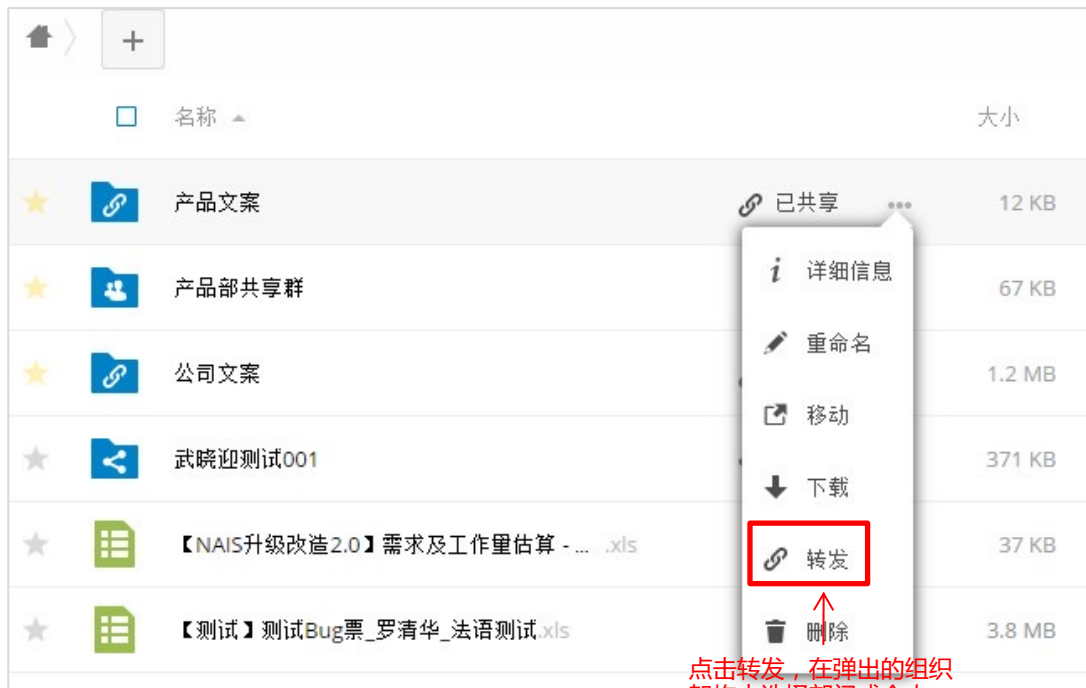 名称
大小
产品文案 已共享 12 KB
详细信息
产品部共享群 67 KB
重命名
公司文案 1.2 MB
移动
武晓迎测试001 371 KB
下载
【NAIS升级改造2.0】需求及工作量估算 - ... .xls 37 KB
转发
【测试】测试Bug票_罗清华_法语测试.xls 3.8 MB
删除
点击转发，在弹出的组织